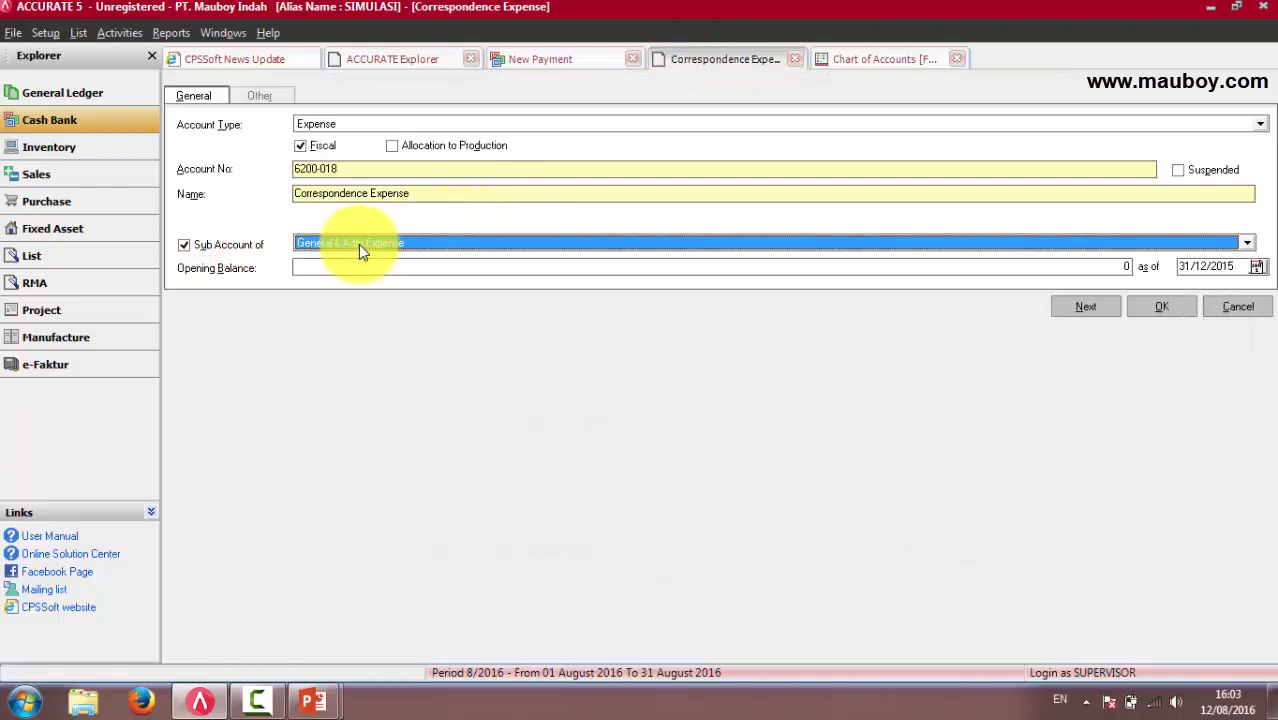 ACCURATE 5 - Unregistered - PT. Mauboy Indah [Alias Name : SIMULASI] - [Correspondence Expense]
File Setup List Activities Reports Windows Help
Explorer
CPSSoft News Update
ACCURATE Explorer
New Payment
Correspondence Expe...
Chart of Accounts [F...
www.mauboy.com
General Ledger
Cash Bank
Inventory
Sales
Purchase
Fixed Asset
List
RMA
Project
Manufacture
e-Faktur
General Other
Account Type: Expense
Fiscal Allocation to Production
Account No: 6200-018 Suspended
Name: Correspondence Expense
Sub Account of General & Adm Expense
Opening Balance: 0 as of 31/12/2015
Next OK Cancel
Links
User Manual
Online Solution Center
Facebook Page
Mailing list
CPSSoft website
Period 8/2016 - From 01 August 2016 To 31 August 2016
Login as SUPERVISOR
EN
16:03
12/08/2016